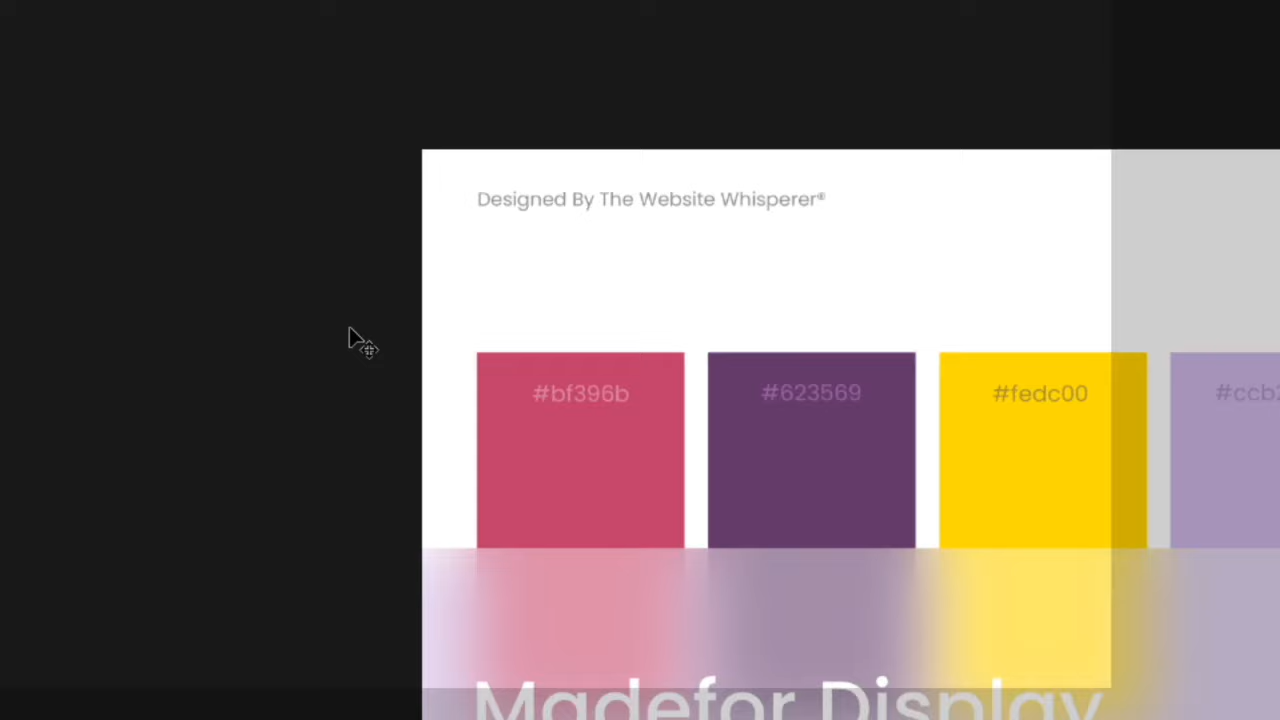 Designed By The Website Whisperer®
#bf396b #623569 #fedc00
Madefor Display